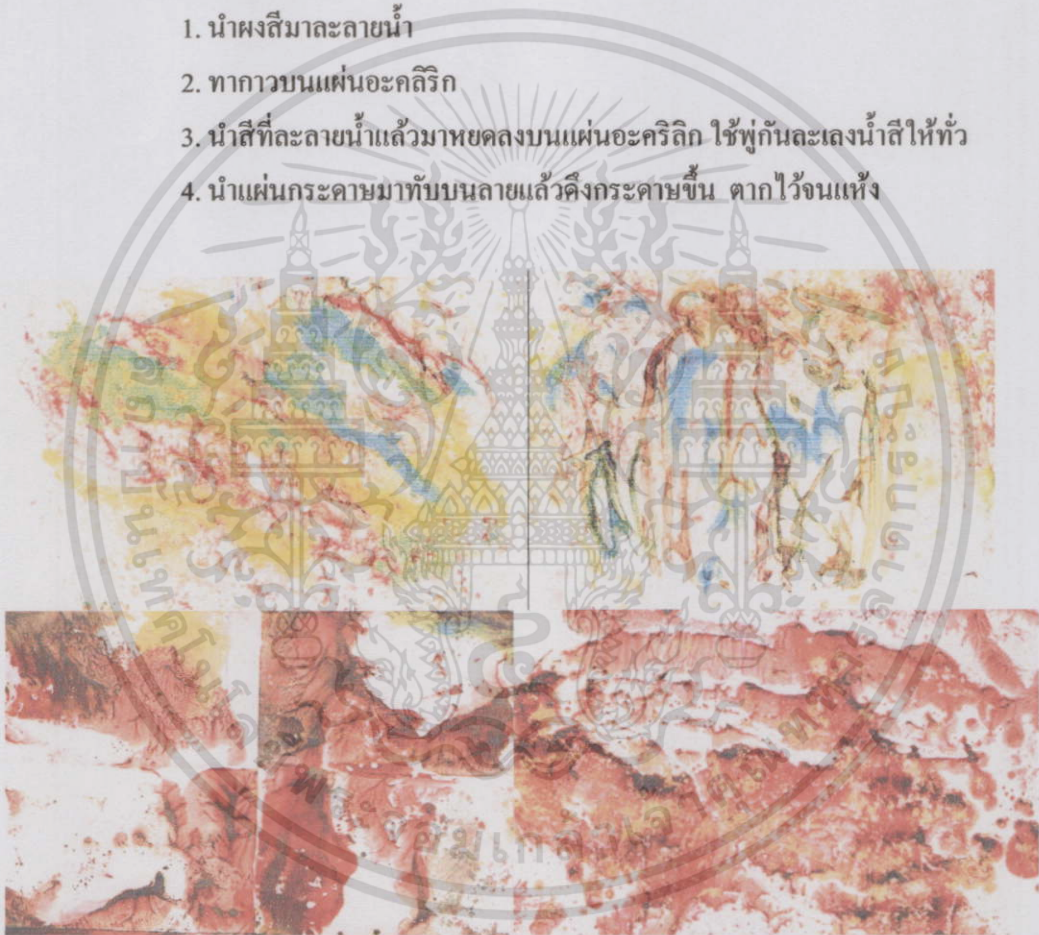 1. นำผงสีมาละลายน้ำ
2. ทากาวบนแผ่นอะคลิริก
3. นำสีที่ละลายน้ำแล้วมาหยดลงบนแผ่นอะคริลิก ใช้พู่กันละเลงน้ำสีให้ทั่ว
4. นำแผ่นกระดาษมาทับบนลายแล้วดึงกระดาษขึ้น ตากไว้จนแห้ง